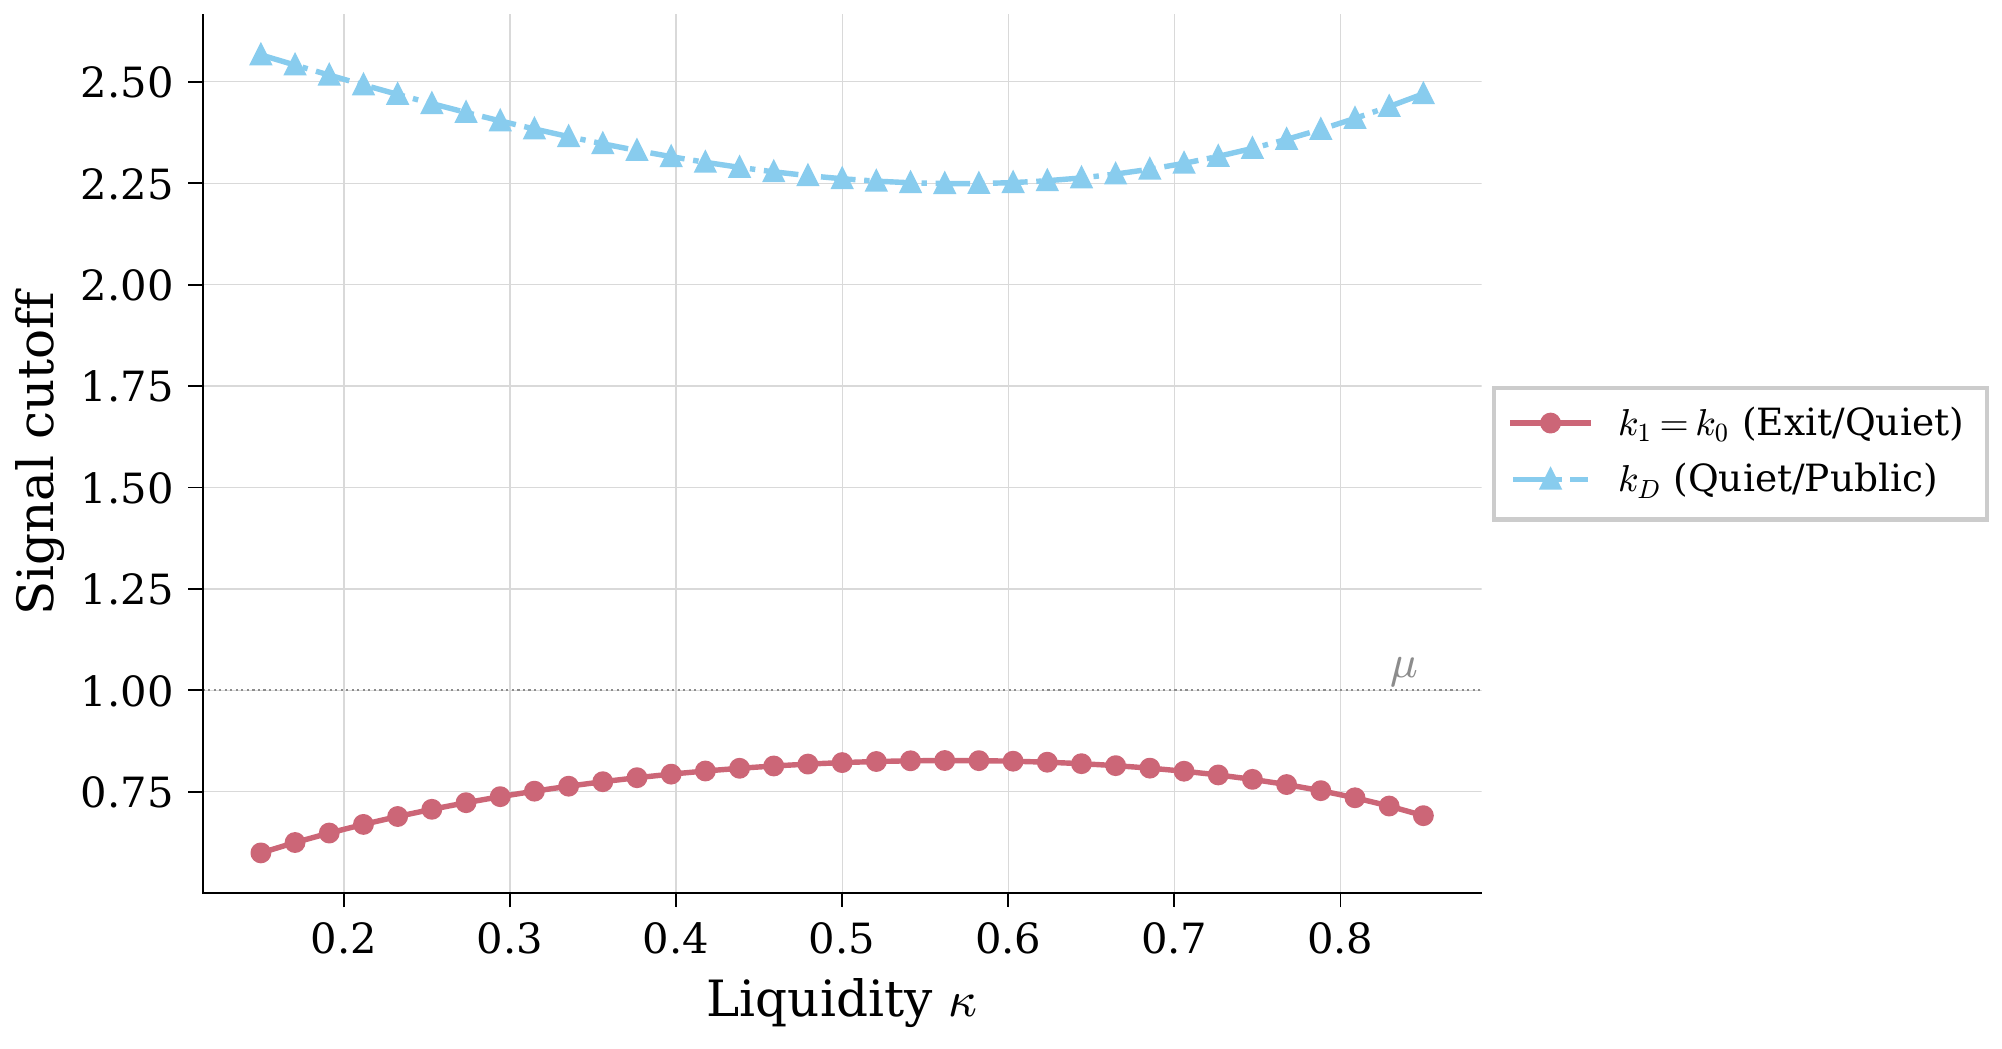 2.50
2.25
2.00
1.75
1.50
1.25
1.00
0.75
Signal cutoff
0.2 0.3 0.4 0.5 0.6 0.7 0.8
Liquidity κ
μ
k₁ = k₀ (Exit/Quiet)
k_D (Quiet/Public)